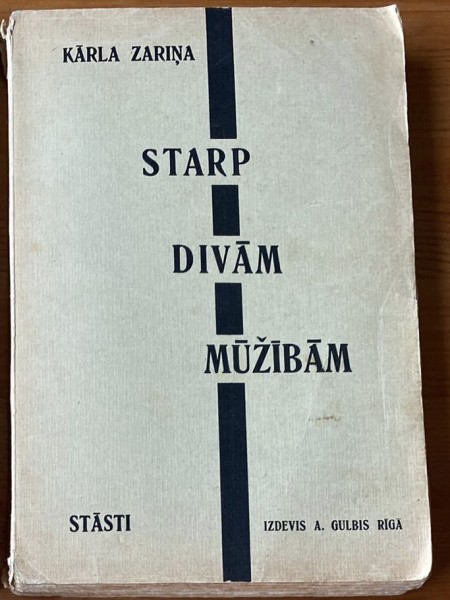 KĀRLA ZARIŅA
STARP
DIVĀM
MŪŽĪBĀM
STĀSTI
IZDEVIS A. GULBIS RĪGĀ